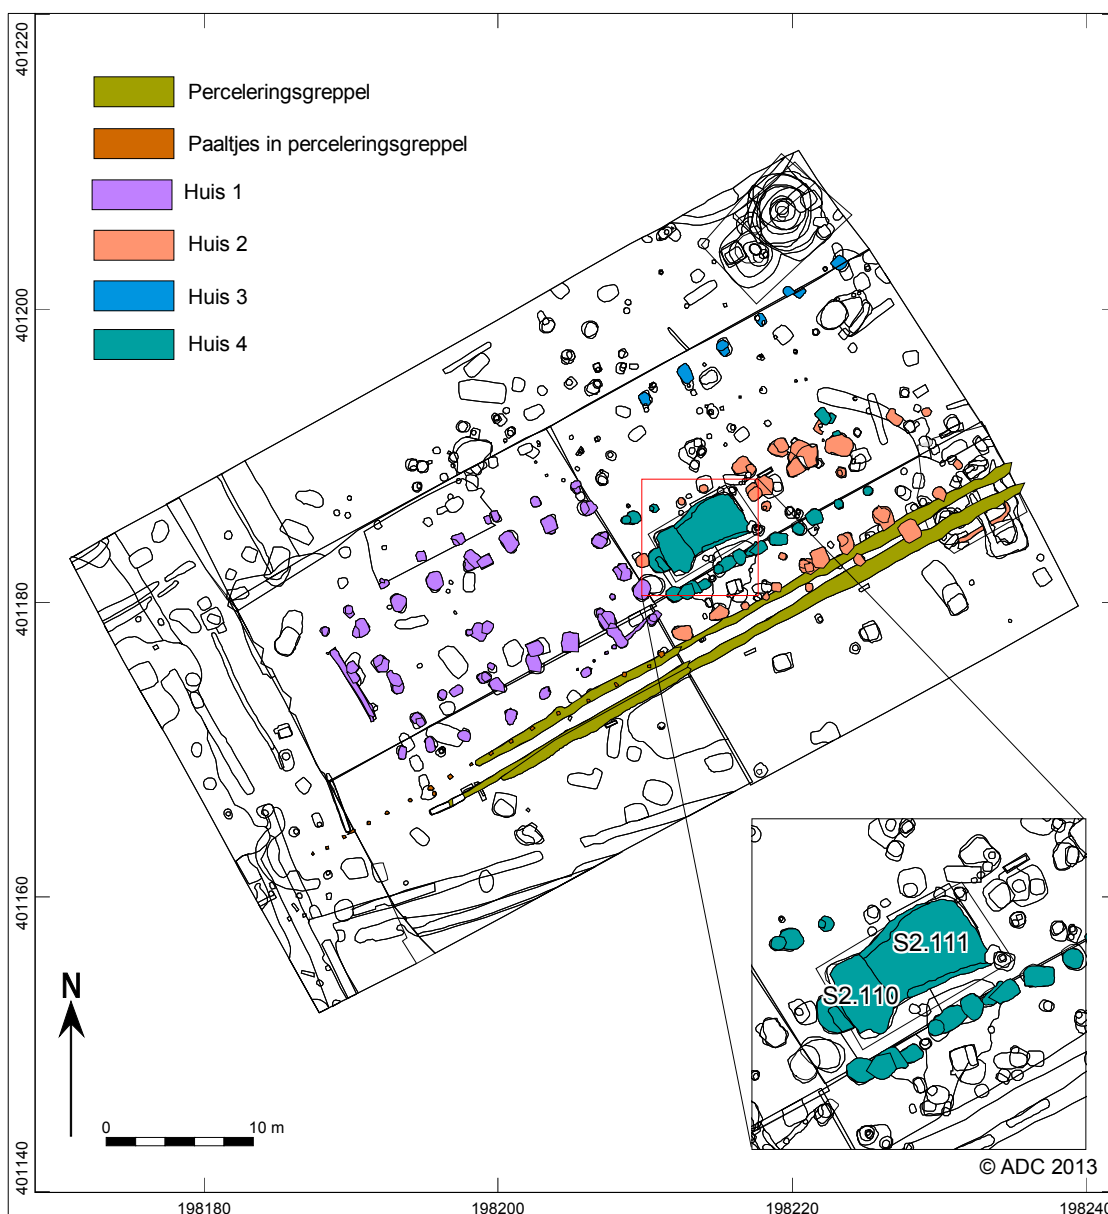 Perceleringsgreppel
Paaltjes in perceleringsgreppel
Huis 1
Huis 2
Huis 3
Huis 4
401220
401200
401180
401160
401140
S2.111
S2.110
N
0 10 m
© ADC 2013
198180 198200 198220 198240